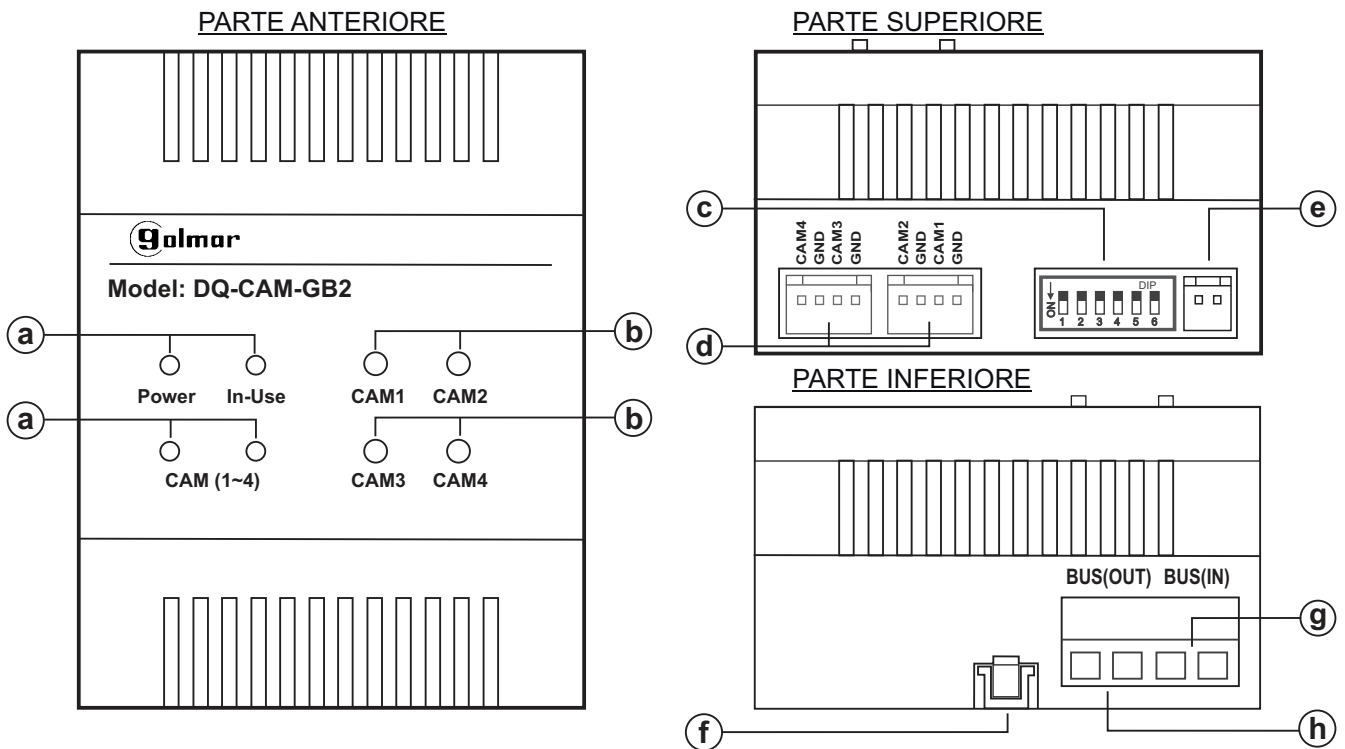 PARTE ANTERIORE
golmar
Model: DQ-CAM-GB2
a
b
Power In-Use CAM1 CAM2
a
b
CAM (1~4) CAM3 CAM4
PARTE SUPERIORE
c
e
CAM4
GND
CAM3
GND
CAM2
GND
CAM1
GND
DIP
ON
1 2 3 4 5 6
d
PARTE INFERIORE
BUS(OUT) BUS(IN)
g
f
h